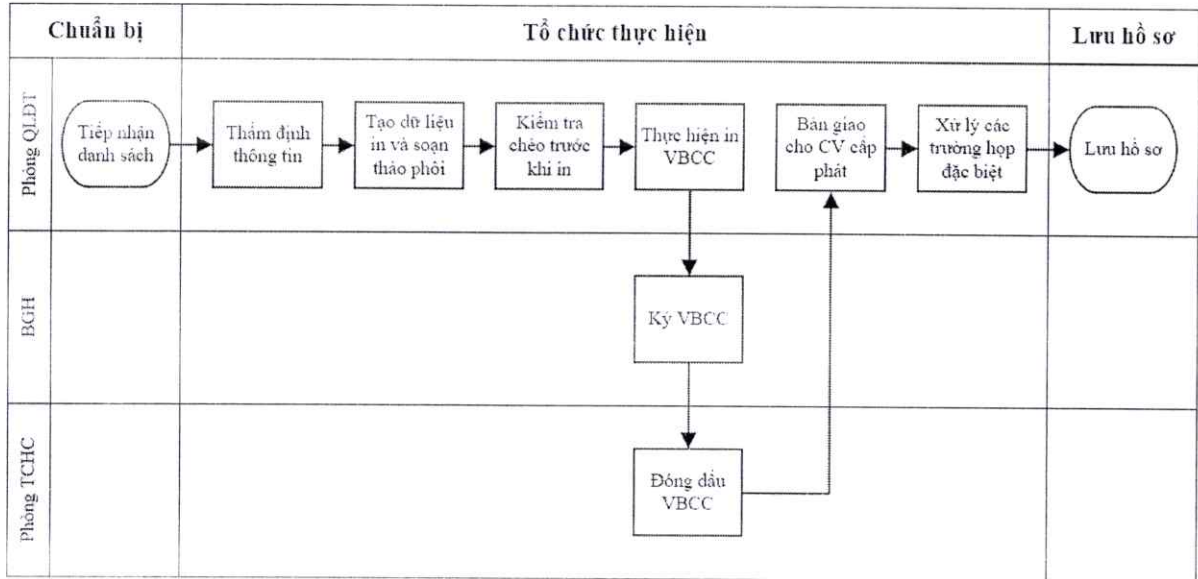 Chuẩn bị
Tổ chức thực hiện
Lưu hồ sơ
Phòng QLĐT
Tiếp nhận
danh sách
Thẩm định
thông tin
Tạo dữ liệu
in và soạn
thảo phôi
Kiểm tra
chéo trước
khi in
Thực hiện in
VBCC
Bàn giao
cho CV cấp
phát
Xử lý các
trường hợp
đặc biệt
Lưu hồ sơ
BGH
Ký VBCC
Phòng TCHC
Đóng dấu
VBCC